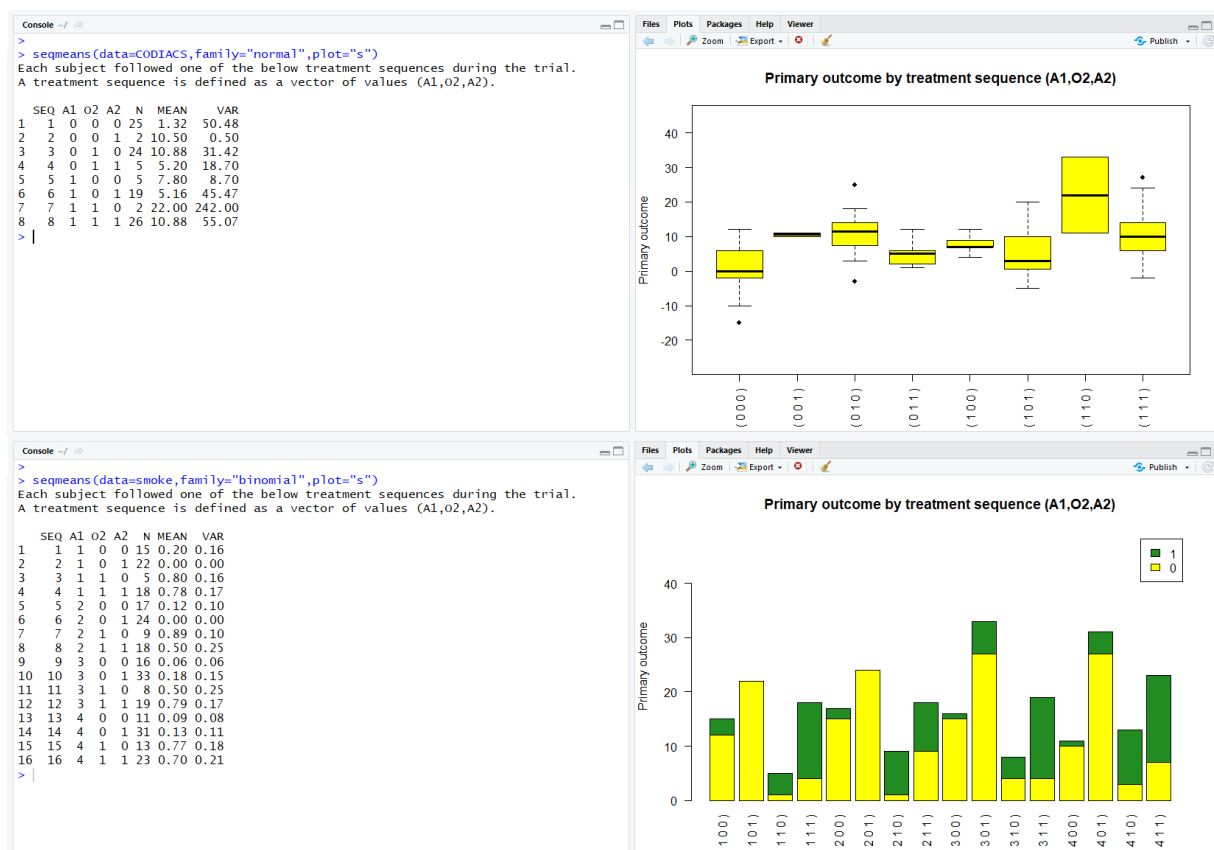 Console ~/
>
> seqmeans(data=CODIACS,family="normal",plot="s")
Each subject followed one of the below treatment sequences during the trial.
A treatment sequence is defined as a vector of values (A1,O2,A2).
SEQ A1 O2 A2 N MEAN VAR
1 1 0 0 0 25 1.32 50.48
2 2 0 0 1 2 10.50 0.50
3 3 0 1 0 24 10.88 31.42
4 4 0 1 1 5 5.20 18.70
5 5 1 0 0 5 7.80 8.70
6 6 1 0 1 19 5.16 45.47
7 7 1 1 0 2 22.00 242.00
8 8 1 1 1 26 10.88 55.07
>
Files Plots Packages Help Viewer
Zoom Export Publish
Primary outcome by treatment sequence (A1,O2,A2)
Primary outcome
40
30
20
10
0
-10
-20
(000) (001) (010) (011) (100) (101) (110) (111)
Console ~/
>
> seqmeans(data=smoke,family="binomial",plot="s")
Each subject followed one of the below treatment sequences during the trial.
A treatment sequence is defined as a vector of values (A1,O2,A2).
SEQ A1 O2 A2 N MEAN VAR
1 1 1 0 0 15 0.20 0.16
2 2 1 0 1 22 0.00 0.00
3 3 1 1 0 5 0.80 0.16
4 4 1 1 1 18 0.78 0.17
5 5 2 0 0 17 0.12 0.10
6 6 2 0 1 24 0.00 0.00
7 7 2 1 0 9 0.89 0.10
8 8 2 1 1 18 0.50 0.25
9 9 3 0 0 16 0.06 0.06
10 10 3 0 1 33 0.18 0.15
11 11 3 1 0 8 0.50 0.25
12 12 3 1 1 19 0.79 0.17
13 13 4 0 0 11 0.09 0.08
14 14 4 0 1 31 0.13 0.11
15 15 4 1 0 13 0.77 0.18
16 16 4 1 1 23 0.70 0.21
>
Files Plots Packages Help Viewer
Zoom Export Publish
Primary outcome by treatment sequence (A1,O2,A2)
1
0
Primary outcome
40
30
20
10
0
100) 101) 110) 111) 200) 201) 210) 211) 300) 301) 310) 311) 400) 401) 410) 411)